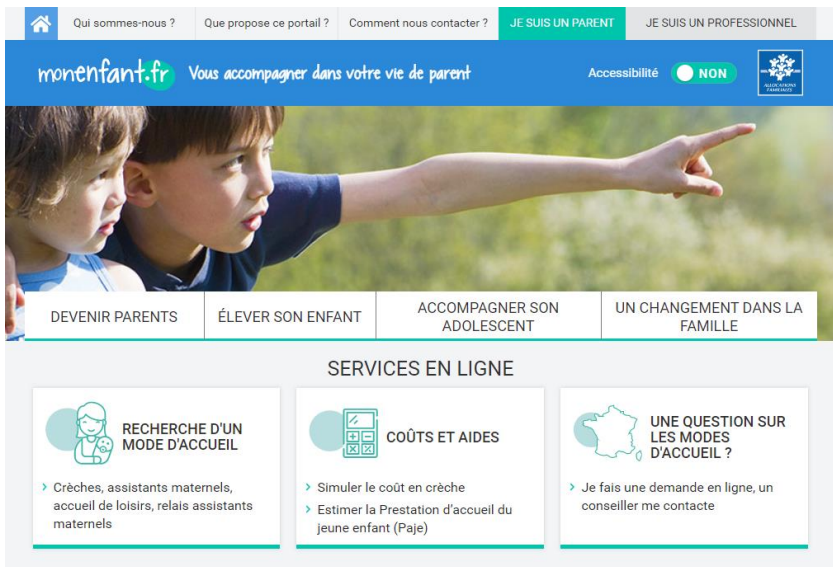 Qui sommes-nous ?
Que propose ce portail ?
Comment nous contacter ?
JE SUIS UN PARENT
JE SUIS UN PROFESSIONNEL
monenfant.fr
Vous accompagner dans votre vie de parent
Accessibilité
NON
ALLOCATIONS
FAMILIALES
DEVENIR PARENTS
ÉLEVER SON ENFANT
ACCOMPAGNER SON
ADOLESCENT
UN CHANGEMENT DANS LA
FAMILLE
SERVICES EN LIGNE
RECHERCHE D'UN
MODE D'ACCUEIL
Crèches, assistants maternels,
accueil de loisirs, relais assistants
maternels
COÛTS ET AIDES
Simuler le coût en crèche
Estimer la Prestation d'accueil du
jeune enfant (Paje)
UNE QUESTION SUR
LES MODES
D'ACCUEIL ?
Je fais une demande en ligne, un
conseiller me contacte